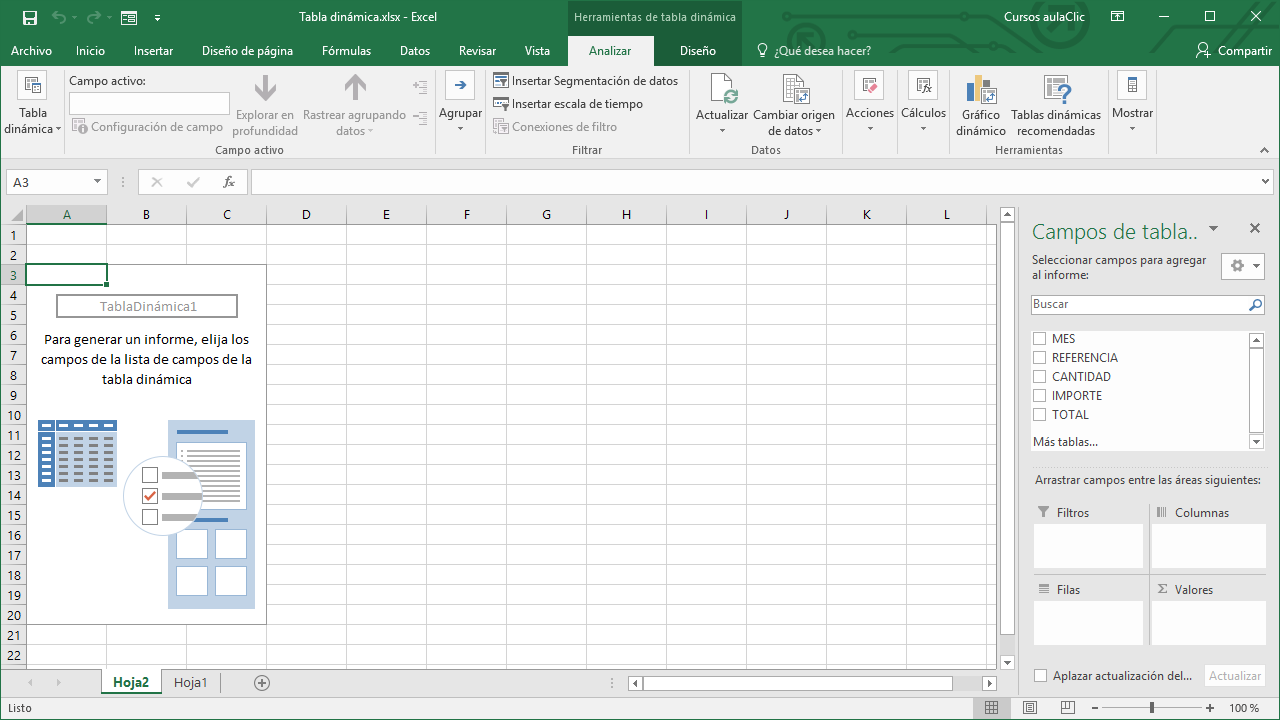 Tabla dinámica.xlsx - Excel
Herramientas de tabla dinámica
Cursos aulaClic
Archivo Inicio Insertar Diseño de página Fórmulas Datos Revisar Vista Analizar Diseño ¿Qué desea hacer? Compartir
Tabla dinámica
Campo activo:
Configuración de campo
Explorar en profundidad
Rastrear agrupando datos
Campo activo
Agrupar
Insertar Segmentación de datos
Insertar escala de tiempo
Conexiones de filtro
Filtrar
Actualizar
Cambiar origen de datos
Datos
Acciones
Cálculos
Gráfico dinámico
Tablas dinámicas recomendadas
Herramientas
Mostrar
A3
fx
A B C D E F G H I J K L
1
2
3
4
5
6
7
8
9
10
11
12
13
14
15
16
17
18
19
20
21
22
TablaDinámica1
Para generar un informe, elija los
campos de la lista de campos de la
tabla dinámica
Campos de tabla..
Seleccionar campos para agregar
al informe:
Buscar
MES
REFERENCIA
CANTIDAD
IMPORTE
TOTAL
Más tablas...
Arrastrar campos entre las áreas siguientes:
Filtros
Columnas
Filas
Σ Valores
Aplazar actualización del...
Actualizar
Hoja2 Hoja1
Listo
100 %